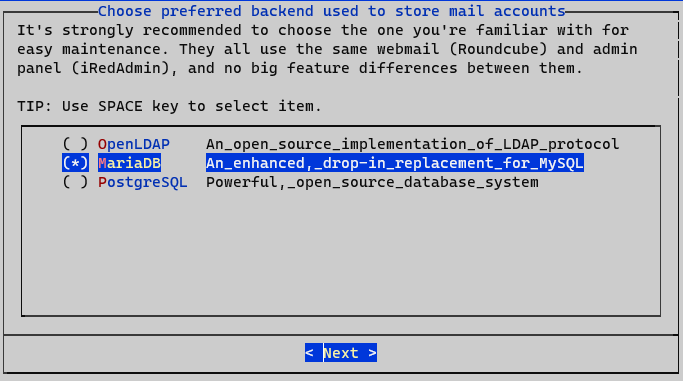 Choose preferred backend used to store mail accounts
It's strongly recommended to choose the one you're familiar with for
easy maintenance. They all use the same webmail (Roundcube) and admin
panel (iRedAdmin), and no big feature differences between them.
TIP: Use SPACE key to select item.
( ) OpenLDAP An_open_source_implementation_of_LDAP_protocol
(*) MariaDB An_enhanced,_drop-in_replacement_for_MySQL
( ) PostgreSQL Powerful,_open_source_database_system
< Next >